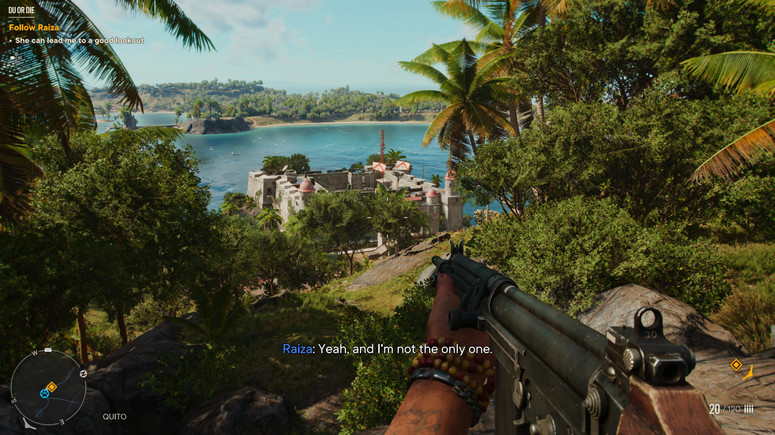 DU OR DIE
Follow Raiza
She can lead me to a good lookout
Raiza: Yeah, and I'm not the only one.
W
S
E
QUITO
20 / 120